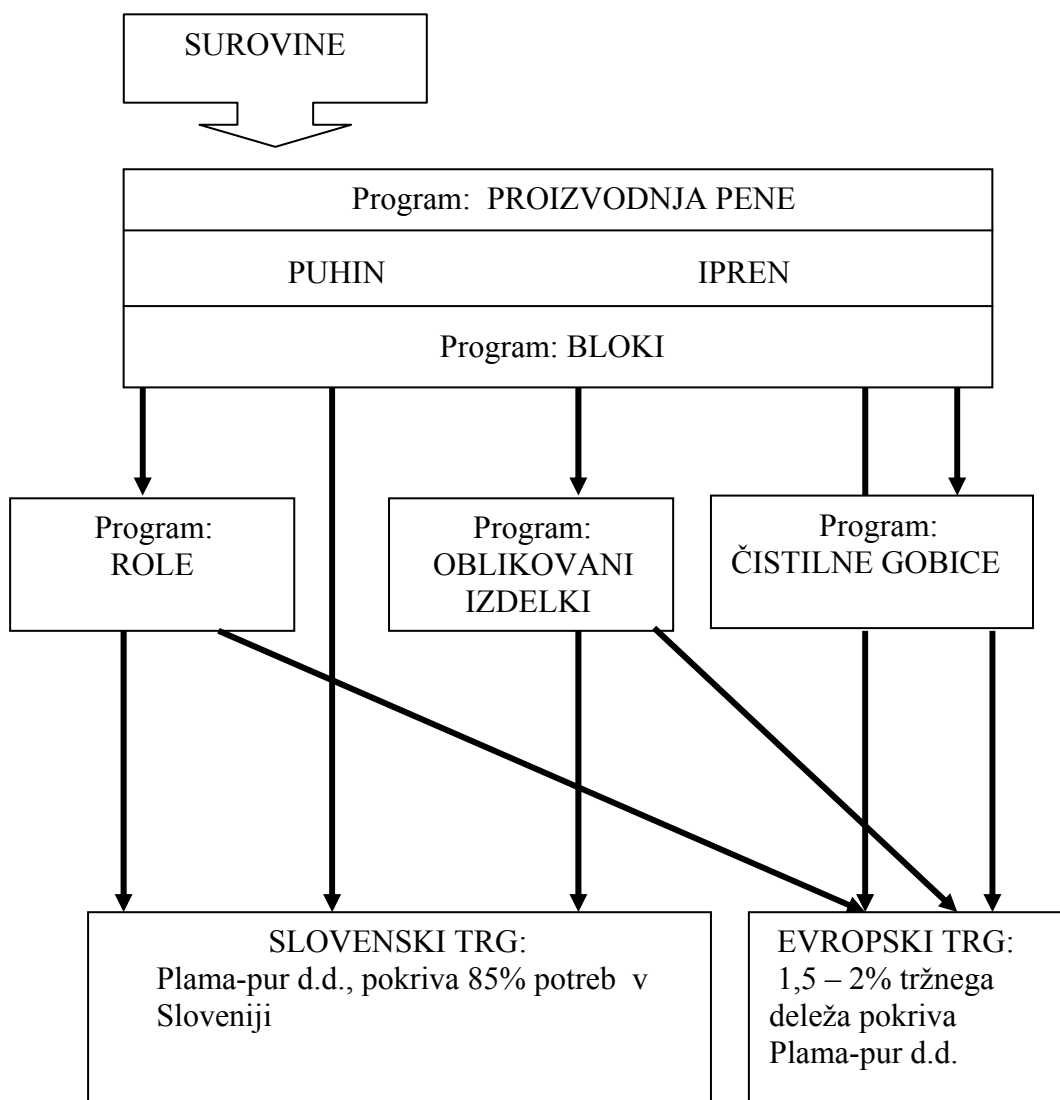 SUROVINE
Program: PROIZVODNJA PENE
PUHIN IPREN
Program: BLOKI
Program:
ROLE
Program:
OBLIKOVANI
IZDELKI
Program:
ČISTILNE GOBICE
SLOVENSKI TRG:
Plama-pur d.d., pokriva 85% potreb v
Sloveniji
EVROPSKI TRG:
1,5 – 2% tržnega
deleža pokriva
Plama-pur d.d.